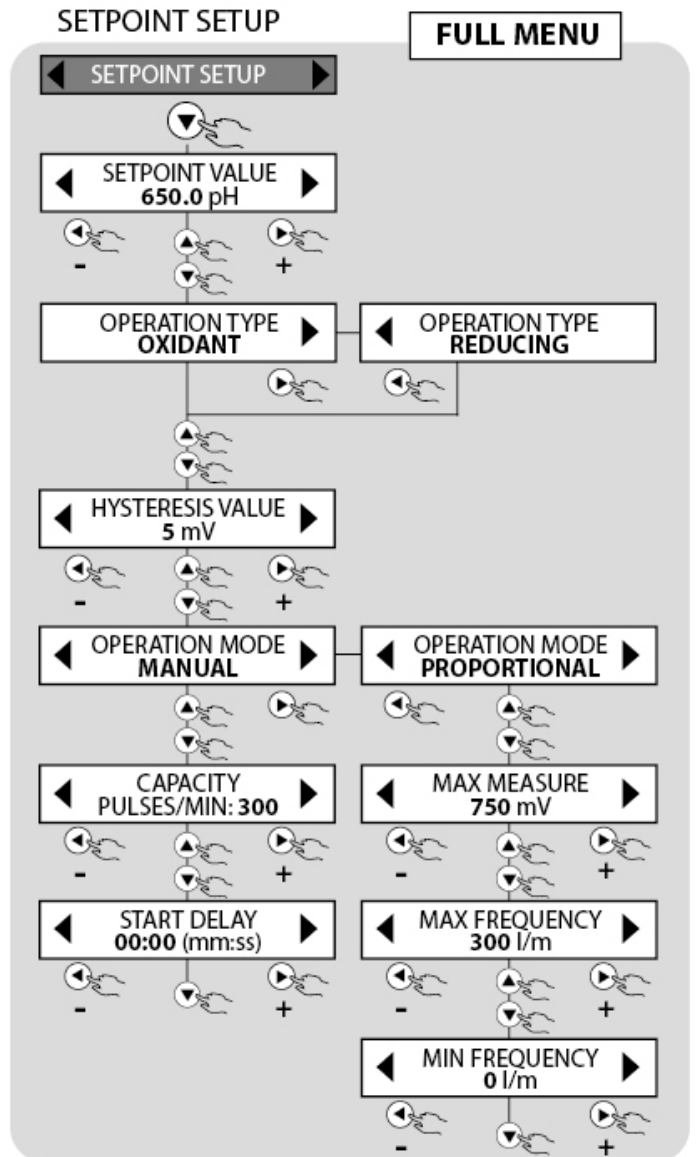 SETPOINT SETUP
FULL MENU
SETPOINT SETUP
SETPOINT VALUE
650.0 pH
-
+
OPERATION TYPE
OXIDANT
OPERATION TYPE
REDUCING
HYSTERESIS VALUE
5 mV
-
+
OPERATION MODE
MANUAL
OPERATION MODE
PROPORTIONAL
CAPACITY
PULSES/MIN: 300
-
+
MAX MEASURE
750 mV
-
+
START DELAY
00:00 (mm:ss)
-
+
MAX FREQUENCY
300 l/m
-
+
MIN FREQUENCY
0 l/m
-
+